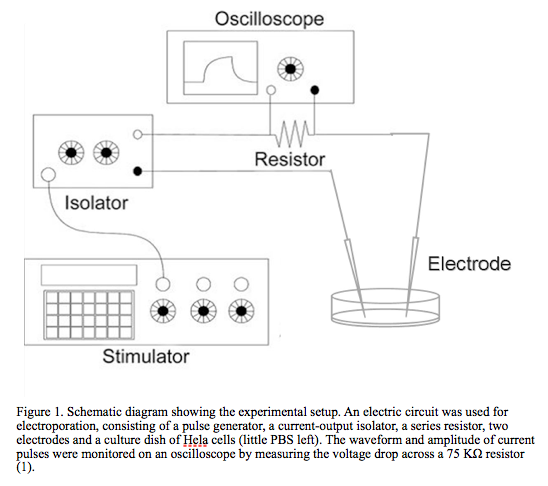 Oscilloscope
Resistor
Isolator
Electrode
Stimulator
Figure 1. Schematic diagram showing the experimental setup. An electric circuit was used for
electroporation, consisting of a pulse generator, a current-output isolator, a series resistor, two
electrodes and a culture dish of Hela cells (little PBS left). The waveform and amplitude of current
pulses were monitored on an oscilloscope by measuring the voltage drop across a 75 KΩ resistor
(1).